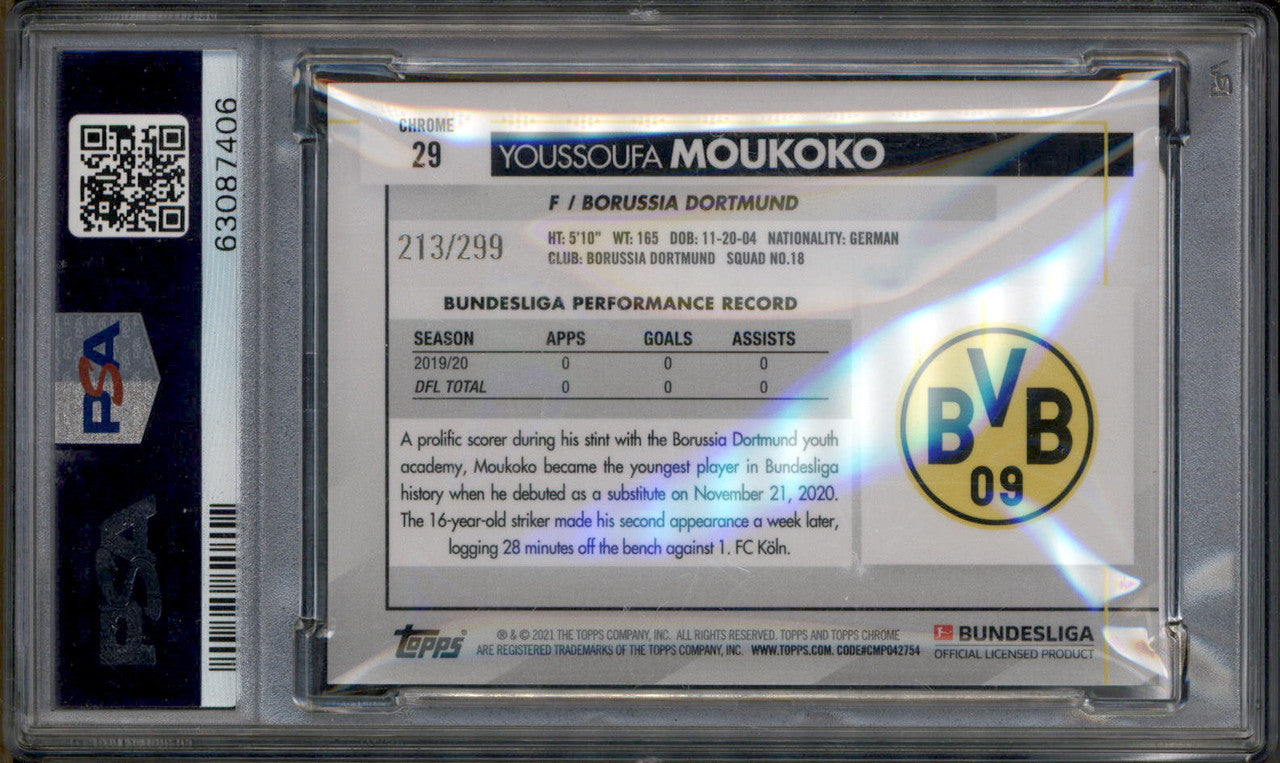 63087406
PSA
PSA
CHROME
29
YOUSSOUFA MOUKOKO
F / BORUSSIA DORTMUND
213/299
HT: 5'10" WT: 165 DOB: 11-20-04 NATIONALITY: GERMAN
CLUB: BORUSSIA DORTMUND SQUAD NO.18
BUNDESLIGA PERFORMANCE RECORD
SEASON APPS GOALS ASSISTS
2019/20 0 0 0
DFL TOTAL 0 0 0
A prolific scorer during his stint with the Borussia Dortmund youth
academy, Moukoko became the youngest player in Bundesliga
history when he debuted as a substitute on November 21, 2020.
The 16-year-old striker made his second appearance a week later,
logging 28 minutes off the bench against 1. FC Köln.
BVB
09
Topps
® & © 2021 THE TOPPS COMPANY, INC. ALL RIGHTS RESERVED. TOPPS AND TOPPS CHROME
ARE REGISTERED TRADEMARKS OF THE TOPPS COMPANY, INC. WWW.TOPPS.COM. CODE#CMP042754
BUNDESLIGA
OFFICIAL LICENSED PRODUCT
PSA